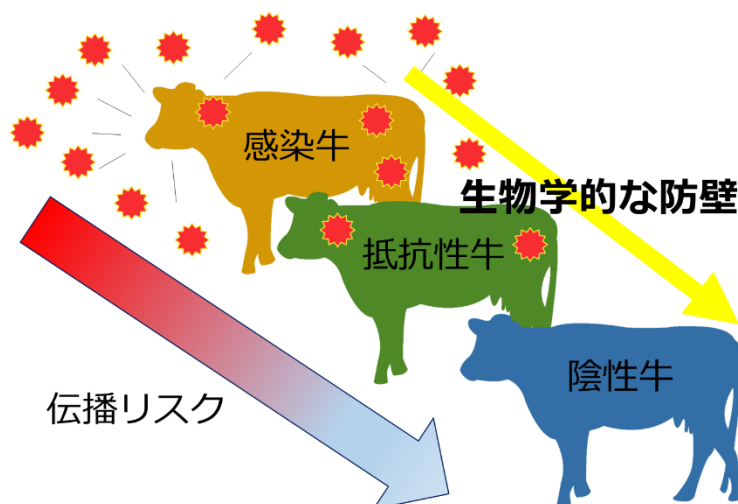 感染牛
生物学的な防壁
抵抗性牛
陰性牛
伝播リスク